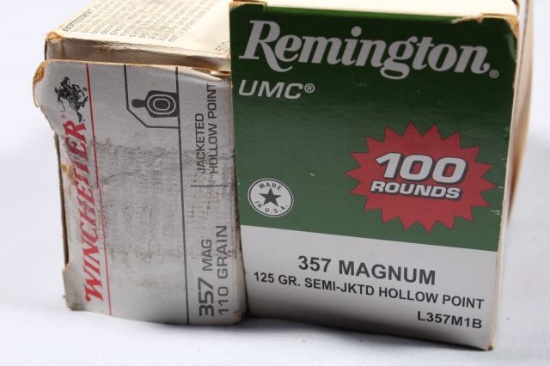 WINCHESTER
JACKETED
HOLLOW POINT
357 MAG
110 GRAIN
Remington®
UMC®
100
ROUNDS
MADE
IN U.S.A.
357 MAGNUM
125 GR. SEMI-JKTD HOLLOW POINT
L357M1B